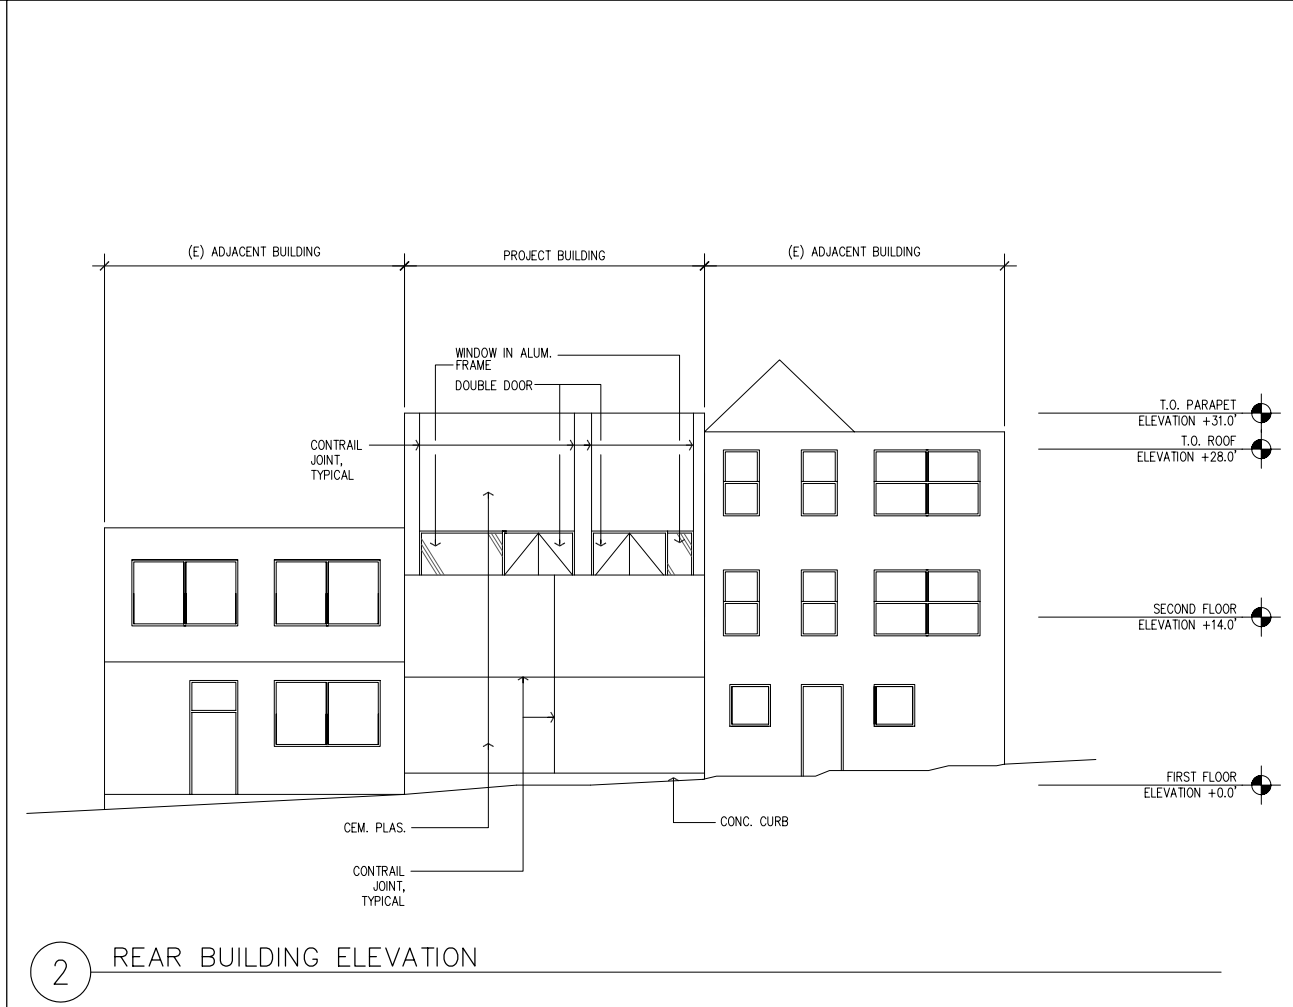 (E) ADJACENT BUILDING
PROJECT BUILDING
(E) ADJACENT BUILDING
WINDOW IN ALUM.
FRAME
DOUBLE DOOR
CONTRAIL
JOINT,
TYPICAL
T.O. PARAPET
ELEVATION +31.0'
T.O. ROOF
ELEVATION +28.0'
SECOND FLOOR
ELEVATION +14.0'
FIRST FLOOR
ELEVATION +0.0'
CEM. PLAS.
CONC. CURB
CONTRAIL
JOINT,
TYPICAL
2 REAR BUILDING ELEVATION